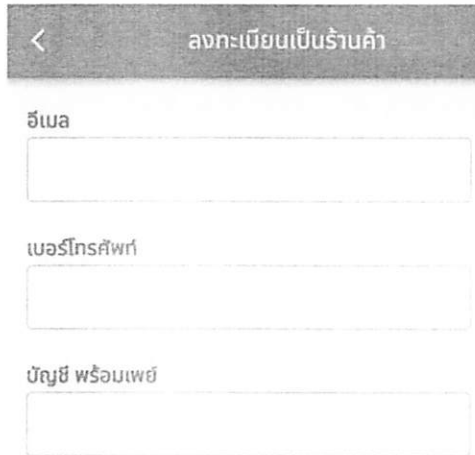 ลงทะเบียนเป็นร้านค้า
อีเมล
เบอร์โทรศัพท์
บัญชี พร้อมเพย์